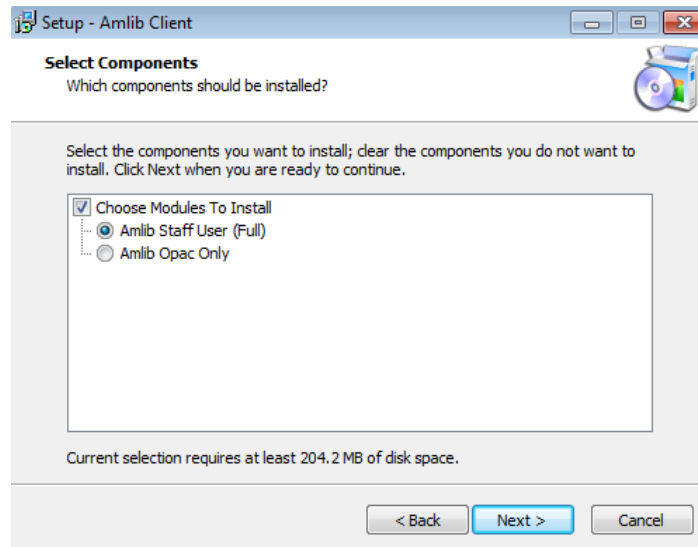 Setup - Amlib Client
Select Components
Which components should be installed?
Select the components you want to install; clear the components you do not want to
install. Click Next when you are ready to continue.
Choose Modules To Install
Amlib Staff User (Full)
Amlib Opac Only
Current selection requires at least 204.2 MB of disk space.
< Back Next > Cancel